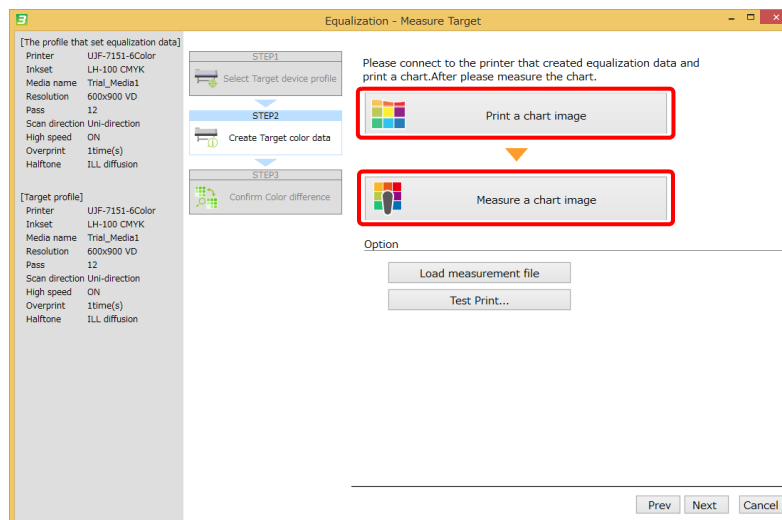 Equalization - Measure Target
[The profile that set equalization data]
Printer UJF-7151-6Color
Inkset LH-100 CMYK
Media name Trial_Media1
Resolution 600x900 VD
Pass 12
Scan direction Uni-direction
High speed ON
Overprint 1time(s)
Halftone ILL diffusion
[Target profile]
Printer UJF-7151-6Color
Inkset LH-100 CMYK
Media name Trial_Media1
Resolution 600x900 VD
Pass 12
Scan direction Uni-direction
High speed ON
Overprint 1time(s)
Halftone ILL diffusion
STEP1
Select Target device profile
STEP2
Create Target color data
STEP3
Confirm Color difference
Please connect to the printer that created equalization data and
print a chart.After please measure the chart.
Print a chart image
Measure a chart image
Option
Load measurement file
Test Print...
Prev Next Cancel